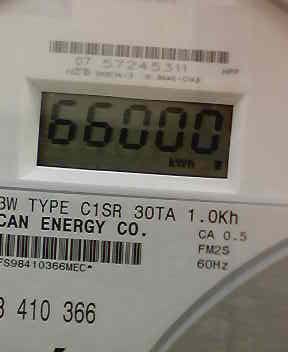 07 57245311
66000
kWh
3W TYPE C1SR 30TA 1.0Kh
CAN ENERGY CO.
CA 0.5
FM2S
FS98410366MEC*
60Hz
3 410 366